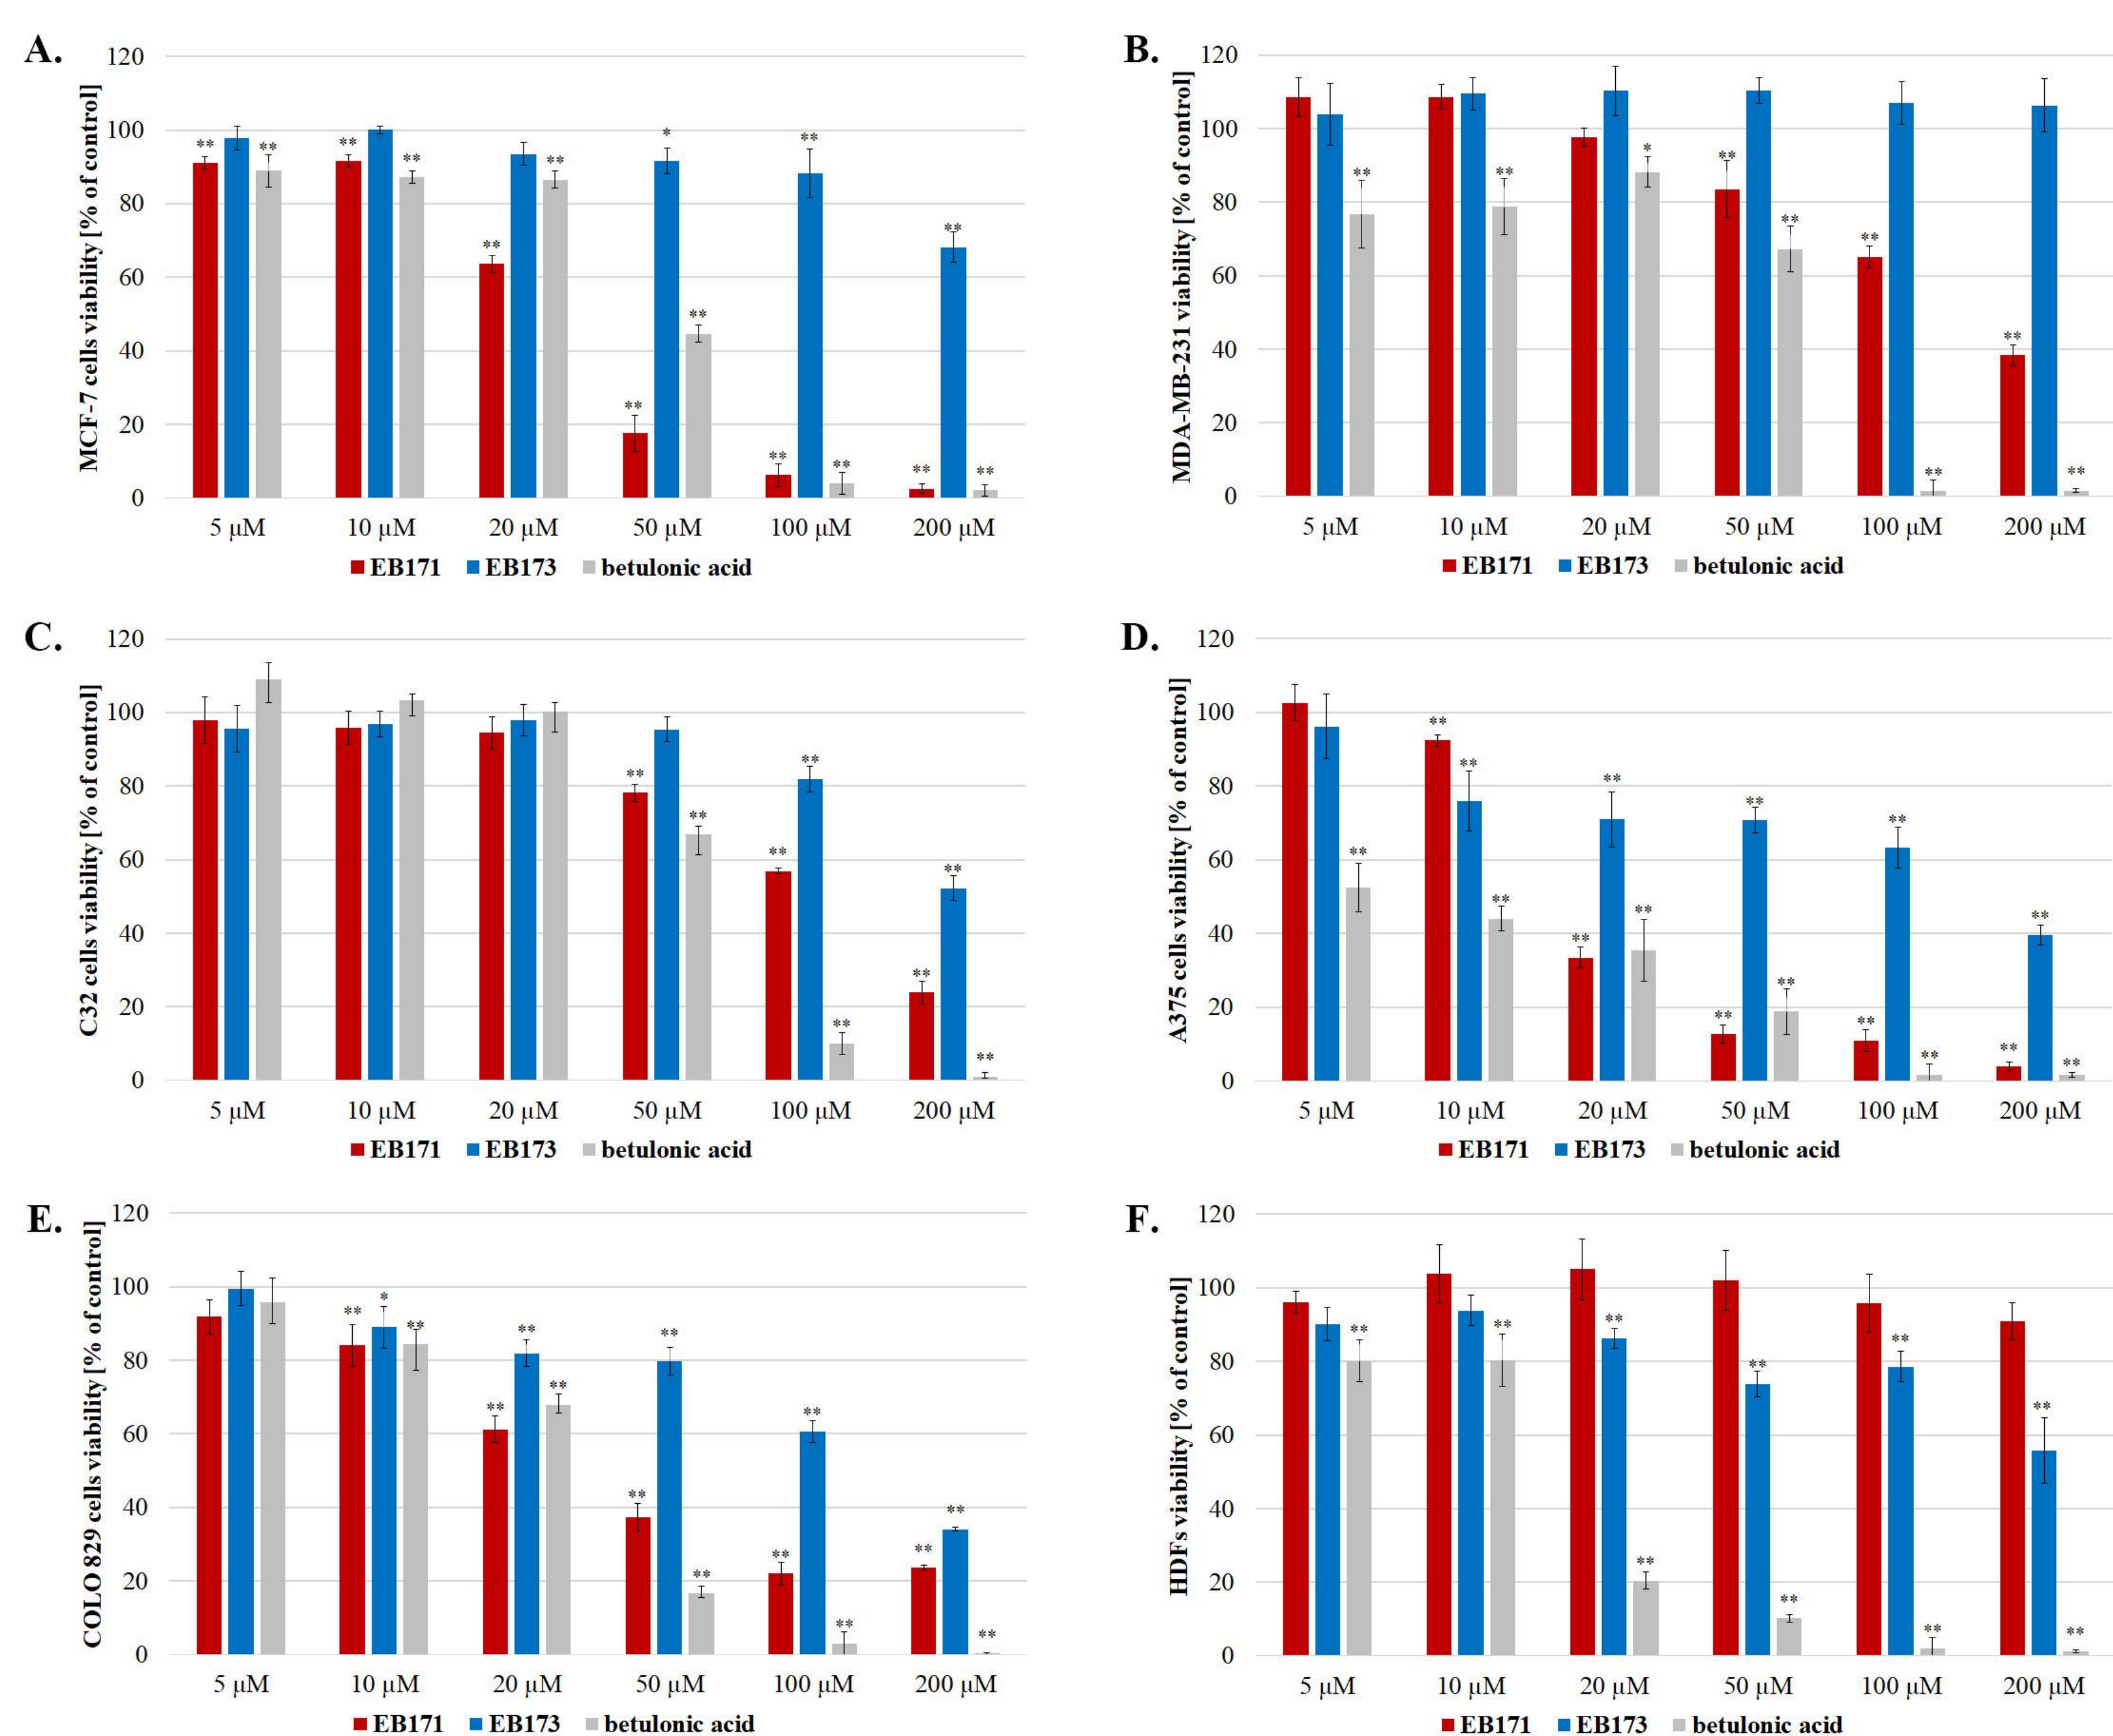 A.
MCF-7 cells viability [% of control]
120
100
80
60
40
20
0
** ** ** ** ** ** * ** ** ** ** ** ** ** **
5 µM 10 µM 20 µM 50 µM 100 µM 200 µM
EB171 EB173 betulonic acid
B.
MDA-MB-231 viability [% of control]
120
100
80
60
40
20
0
** ** * ** ** ** ** ** **
5 µM 10 µM 20 µM 50 µM 100 µM 200 µM
EB171 EB173 betulonic acid
C.
C32 cells viability [% of control]
120
100
80
60
40
20
0
** ** ** ** ** ** ** **
5 µM 10 µM 20 µM 50 µM 100 µM 200 µM
EB171 EB173 betulonic acid
D.
A375 cells viability [% of control]
120
100
80
60
40
20
0
** ** ** ** ** ** ** ** ** ** ** ** ** ** ** **
5 µM 10 µM 20 µM 50 µM 100 µM 200 µM
EB171 EB173 betulonic acid
E.
COLO 829 cells viability [% of control]
120
100
80
60
40
20
0
** * ** ** ** ** ** ** ** ** ** ** ** ** **
5 µM 10 µM 20 µM 50 µM 100 µM 200 µM
EB171 EB173 betulonic acid
F.
HDFs viability [% of control]
120
100
80
60
40
20
0
** ** ** ** ** ** ** ** ** **
5 µM 10 µM 20 µM 50 µM 100 µM 200 µM
EB171 EB173 betulonic acid